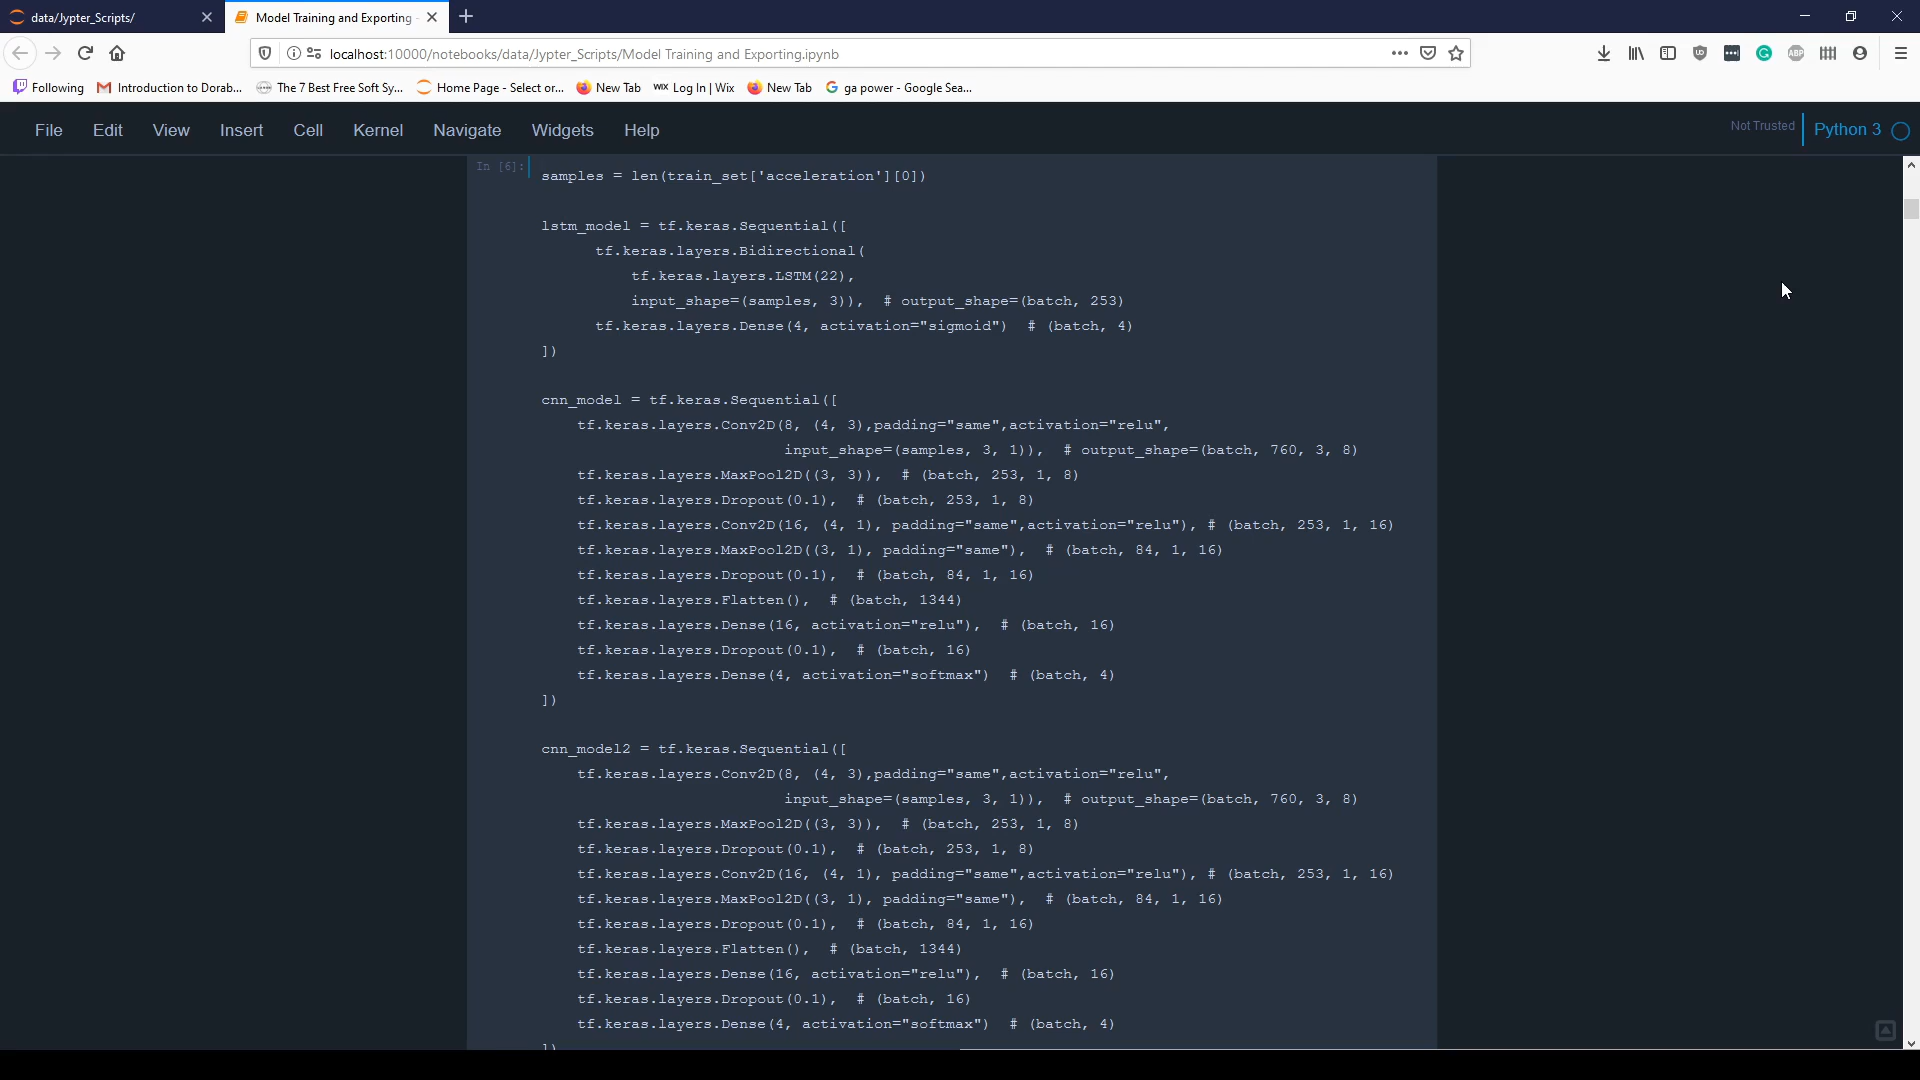 data/Jypter_Scripts/
Model Training and Exporting -
localhost:10000/notebooks/data/Jypter_Scripts/Model Training and Exporting.ipynb
Following
Introduction to Dorab...
The 7 Best Free Soft Sy...
Home Page - Select or...
New Tab
WIX Log In | Wix
New Tab
ga power - Google Sea...
File Edit View Insert Cell Kernel Navigate Widgets Help
Not Trusted
Python 3
In [6]:
samples = len(train_set['acceleration'][0])
lstm_model = tf.keras.Sequential([
tf.keras.layers.Bidirectional(
tf.keras.layers.LSTM(22),
input_shape=(samples, 3)),  # output_shape=(batch, 253)
tf.keras.layers.Dense(4, activation="sigmoid")  # (batch, 4)
])
cnn_model = tf.keras.Sequential([
tf.keras.layers.Conv2D(8, (4, 3),padding="same",activation="relu",
input_shape=(samples, 3, 1)),  # output_shape=(batch, 760, 3, 8)
tf.keras.layers.MaxPool2D((3, 3)),  # (batch, 253, 1, 8)
tf.keras.layers.Dropout(0.1),  # (batch, 253, 1, 8)
tf.keras.layers.Conv2D(16, (4, 1), padding="same",activation="relu"), # (batch, 253, 1, 16)
tf.keras.layers.MaxPool2D((3, 1), padding="same"),  # (batch, 84, 1, 16)
tf.keras.layers.Dropout(0.1),  # (batch, 84, 1, 16)
tf.keras.layers.Flatten(),  # (batch, 1344)
tf.keras.layers.Dense(16, activation="relu"),  # (batch, 16)
tf.keras.layers.Dropout(0.1),  # (batch, 16)
tf.keras.layers.Dense(4, activation="softmax")  # (batch, 4)
])
cnn_model2 = tf.keras.Sequential([
tf.keras.layers.Conv2D(8, (4, 3),padding="same",activation="relu",
input_shape=(samples, 3, 1)),  # output_shape=(batch, 760, 3, 8)
tf.keras.layers.MaxPool2D((3, 3)),  # (batch, 253, 1, 8)
tf.keras.layers.Dropout(0.1),  # (batch, 253, 1, 8)
tf.keras.layers.Conv2D(16, (4, 1), padding="same",activation="relu"), # (batch, 253, 1, 16)
tf.keras.layers.MaxPool2D((3, 1), padding="same"),  # (batch, 84, 1, 16)
tf.keras.layers.Dropout(0.1),  # (batch, 84, 1, 16)
tf.keras.layers.Flatten(),  # (batch, 1344)
tf.keras.layers.Dense(16, activation="relu"),  # (batch, 16)
tf.keras.layers.Dropout(0.1),  # (batch, 16)
tf.keras.layers.Dense(4, activation="softmax")  # (batch, 4)
])